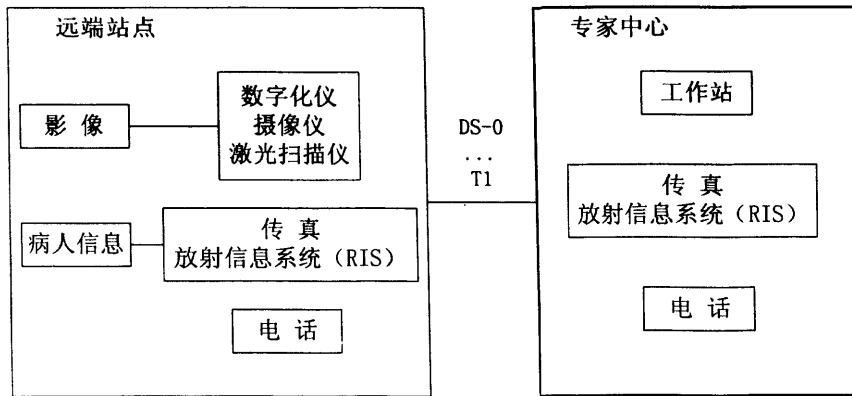 远端站点
影 像
数字化仪
摄像仪
激光扫描仪
病人信息
传 真
放射信息系统（RIS）
电 话
DS-0
...
T1
专家中心
工作站
传 真
放射信息系统（RIS）
电 话